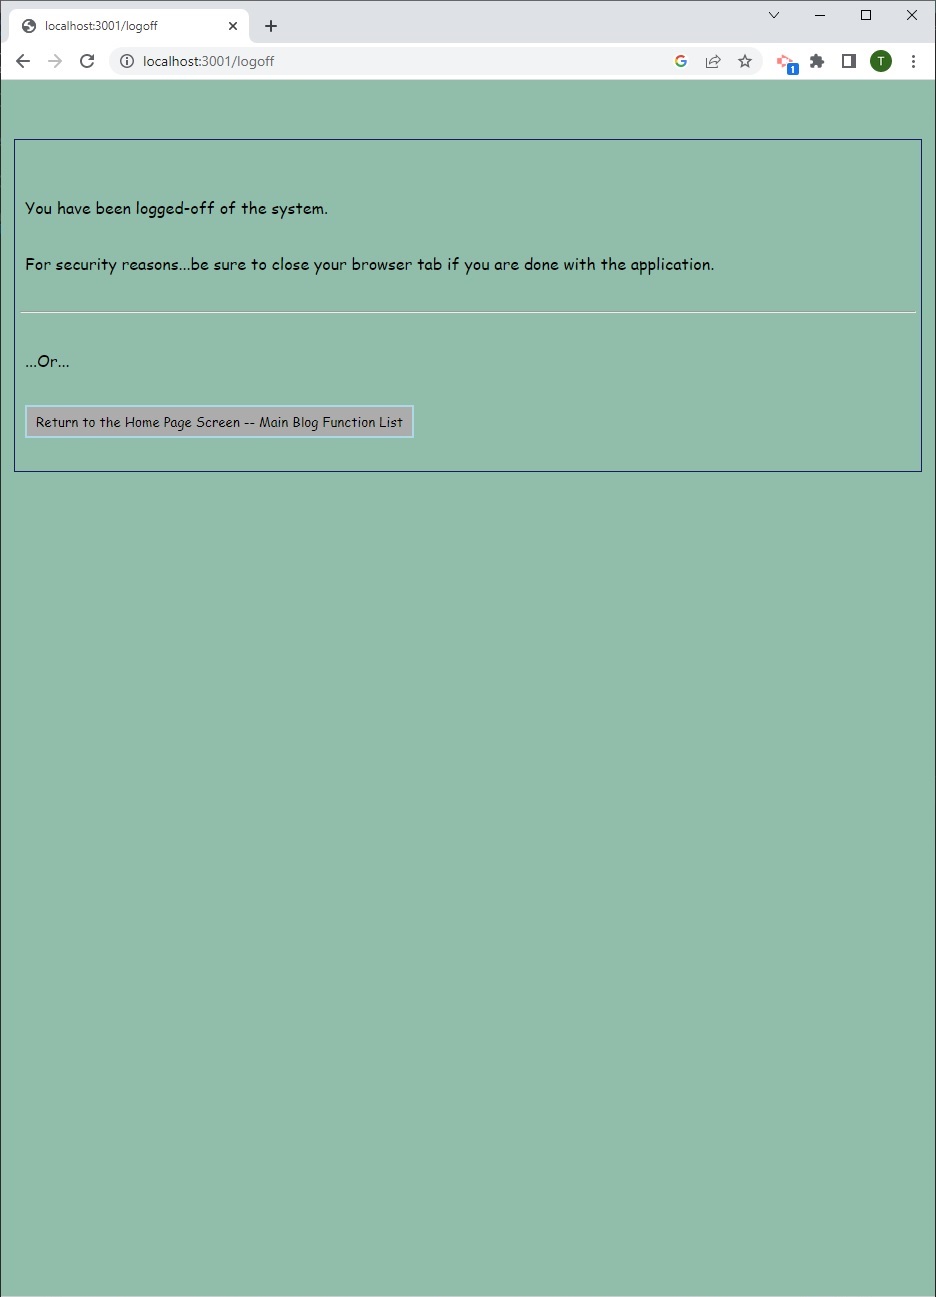 localhost:3001/logoff
localhost:3001/logoff
1
T
You have been logged-off of the system.
For security reasons...be sure to close your browser tab if you are done with the application.
...Or...
Return to the Home Page Screen -- Main Blog Function List